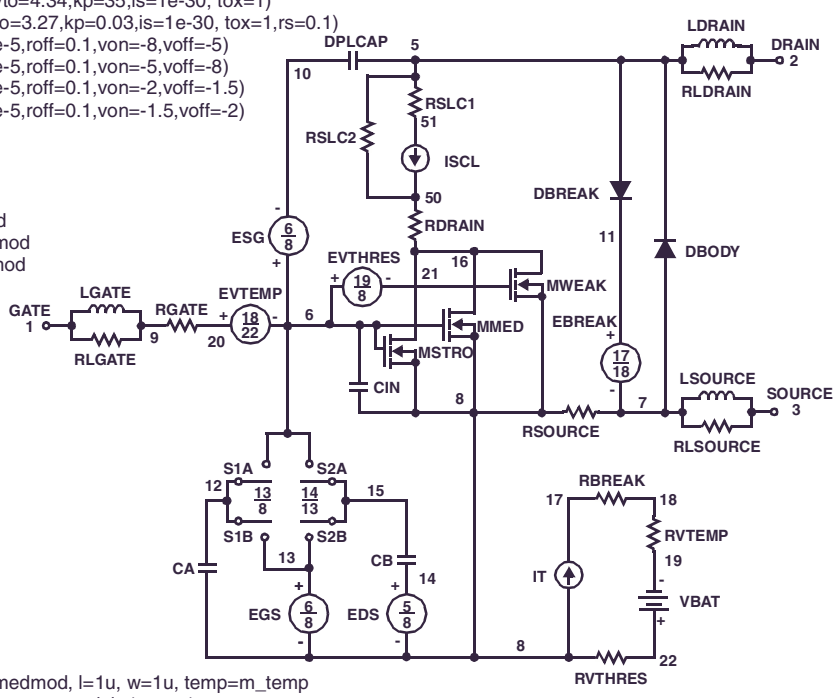 to=4.34,kp=35,is=1e-30, tox=1)
o=3.27,kp=0.03,is=1e-30, tox=1,rs=0.1)
e-5,roff=0.1,von=-8,voff=-5)
e-5,roff=0.1,von=-5,voff=-8)
e-5,roff=0.1,von=-2,voff=-1.5)
e-5,roff=0.1,von=-1.5,voff=-2)
d
mod
nod
DPLCAP
5
10
RSLC1
51
RSLC2
ISCL
50
RDRAIN
LDRAIN
DRAIN
2
RLDRAIN
DBREAK
11
DBODY
-
ESG
6
8
+
EVTHRES
+
19
8
-
16
21
MWEAK
GATE
1
LGATE
RLGATE
9
RGATE
20
EVTEMP
+
18
22
-
6
MMED
MSTRO
EBREAK
+
17
18
-
CIN
8
RSOURCE
7
LSOURCE
SOURCE
3
RLSOURCE
S1A
S2A
12
13
8
14
13
15
S1B
S2B
13
CA
CB
14
+
EGS
6
8
-
+
EDS
5
8
-
RBREAK
17
18
RVTEMP
19
IT
-
VBAT
+
8
22
RVTHRES
medmod, l=1u, w=1u, temp=m_temp